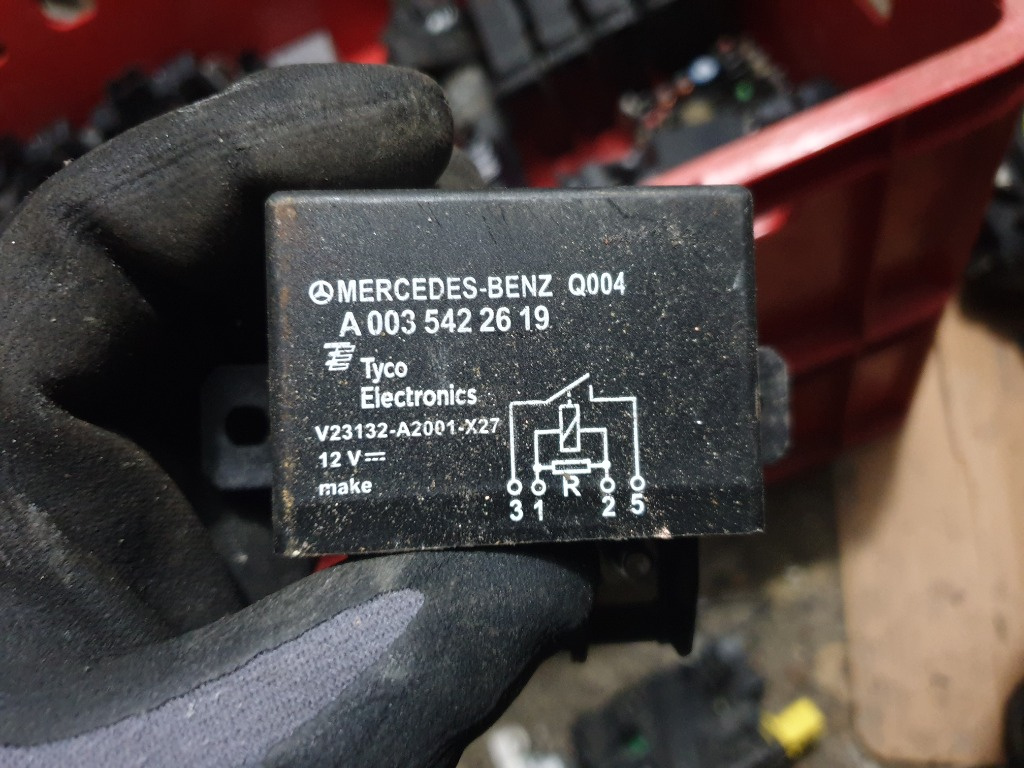 MERCEDES-BENZ Q004
A 003 542 26 19
Tyco
Electronics
V23132-A2001-X27
12 V
make
R
3 1 2 5